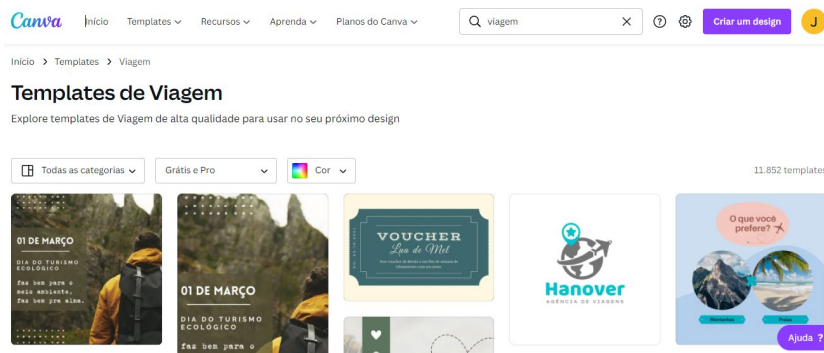 Canva Início Templates Recursos Aprenda Planos do Canva viagem Criar um design J
Início > Templates > Viagem
Templates de Viagem
Explore templates de Viagem de alta qualidade para usar no seu próximo design
Todas as categorias Grátis e Pro Cor 11.852 templates
01 DE MARÇO
DIA DO TURISMO
ECOLÓGICO
faz bem para o
meio ambiente,
faz bem pra alma.
01 DE MARÇO
DIA DO TURISMO
ECOLÓGICO
faz bem para o
VOUCHER
Lua de Mel
Hanover
AGÊNCIA DE VIAGENS
O que você
prefere?
Montanhas Praias
Ajuda ?